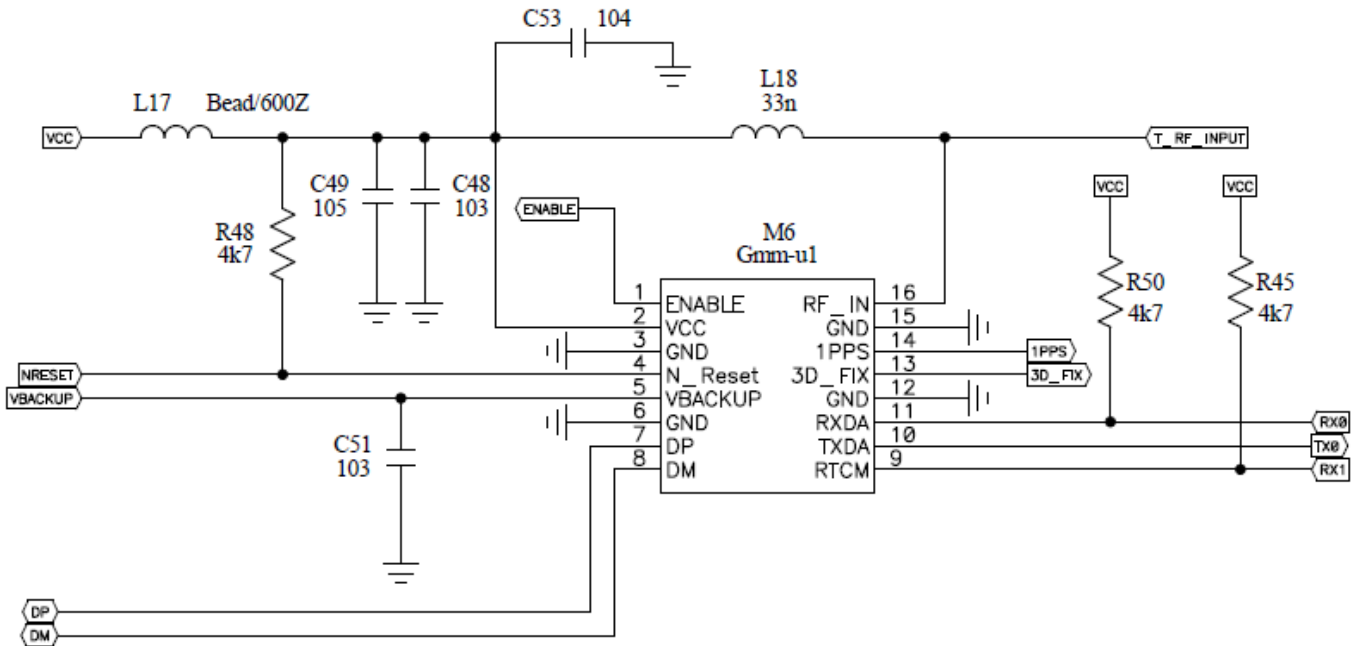 C53 104
L17 Bead/600Z
L18
33n
VCC
T_RF_INPUT
C49
105
C48
103
ENABLE
VCC
VCC
R48
4k7
M6
Gmm-u1
R50
4k7
R45
4k7
1 ENABLE RF_IN 16
2 VCC GND 15
3 GND 1PPS 14 1PPS
NRESET 4 N_Reset 3D_FIX 13 3D_FIX
VBACKUP 5 VBACKUP GND 12
6 GND RXDA 11 RX0
7 DP TXDA 10 TX0
8 DM RTCM 9 RX1
C51
103
DP
DM